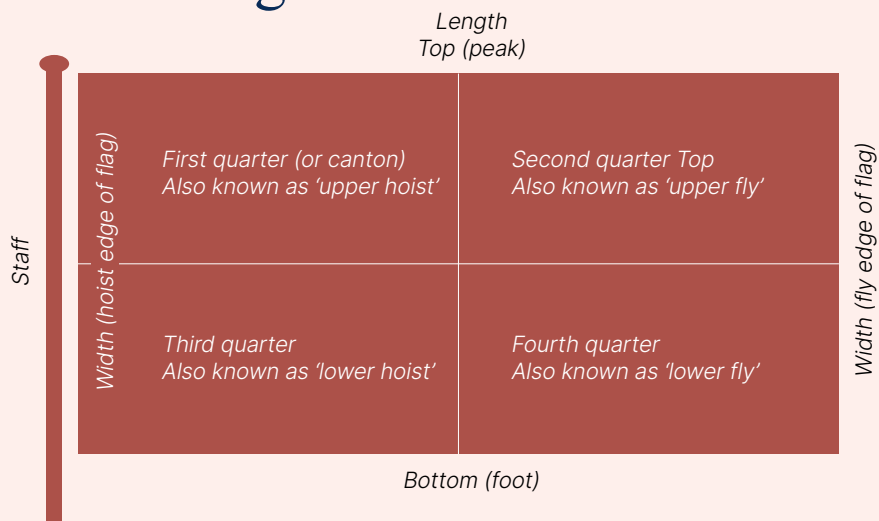 Length
Top (peak)
Staff
Width (hoist edge of flag)
First quarter (or canton)
Also known as ‘upper hoist’
Second quarter Top
Also known as ‘upper fly’
Width (fly edge of flag)
Third quarter
Also known as ‘lower hoist’
Fourth quarter
Also known as ‘lower fly’
Bottom (foot)